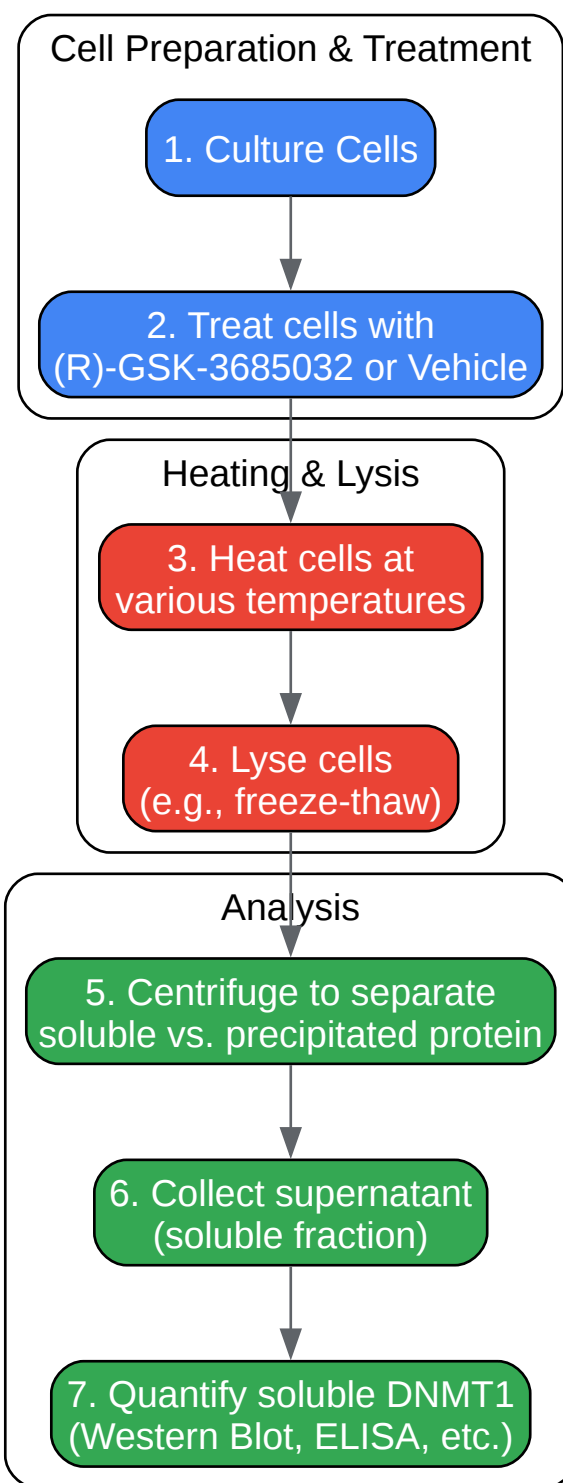 Cell Preparation & Treatment
1. Culture Cells
2. Treat cells with
(R)-GSK-3685032 or Vehicle
Heating & Lysis
3. Heat cells at
various temperatures
4. Lyse cells
(e.g., freeze-thaw)
Analysis
5. Centrifuge to separate
soluble vs. precipitated protein
6. Collect supernatant
(soluble fraction)
7. Quantify soluble DNMT1
(Western Blot, ELISA, etc.)